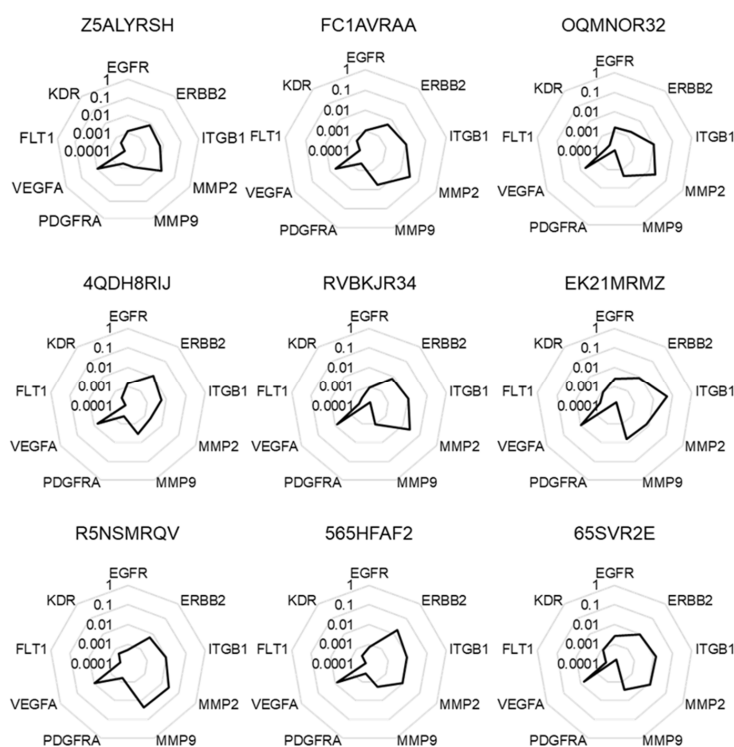 Z5ALYRSH
EGFR
ERBB2
ITGB1
MMP2
MMP9
PDGFRA
VEGFA
FLT1
KDR
1
0.1
0.01
0.001
0.0001
FC1AVRAA
EGFR
ERBB2
ITGB1
MMP2
MMP9
PDGFRA
VEGFA
FLT1
KDR
1
0.1
0.01
0.001
0.0001
OQMNOR32
EGFR
ERBB2
ITGB1
MMP2
MMP9
PDGFRA
VEGFA
FLT1
KDR
1
0.1
0.01
0.001
0.0001
4QDH8RIJ
EGFR
ERBB2
ITGB1
MMP2
MMP9
PDGFRA
VEGFA
FLT1
KDR
1
0.1
0.01
0.001
0.0001
RVBKJR34
EGFR
ERBB2
ITGB1
MMP2
MMP9
PDGFRA
VEGFA
FLT1
KDR
1
0.1
0.01
0.001
0.0001
EK21MRMZ
EGFR
ERBB2
ITGB1
MMP2
MMP9
PDGFRA
VEGFA
FLT1
KDR
1
0.1
0.01
0.001
0.0001
R5NSMRQV
EGFR
ERBB2
ITGB1
MMP2
MMP9
PDGFRA
VEGFA
FLT1
KDR
1
0.1
0.01
0.001
0.0001
565HFAF2
EGFR
ERBB2
ITGB1
MMP2
MMP9
PDGFRA
VEGFA
FLT1
KDR
1
0.1
0.01
0.001
0.0001
65SVR2E
EGFR
ERBB2
ITGB1
MMP2
MMP9
PDGFRA
VEGFA
FLT1
KDR
1
0.1
0.01
0.001
0.0001